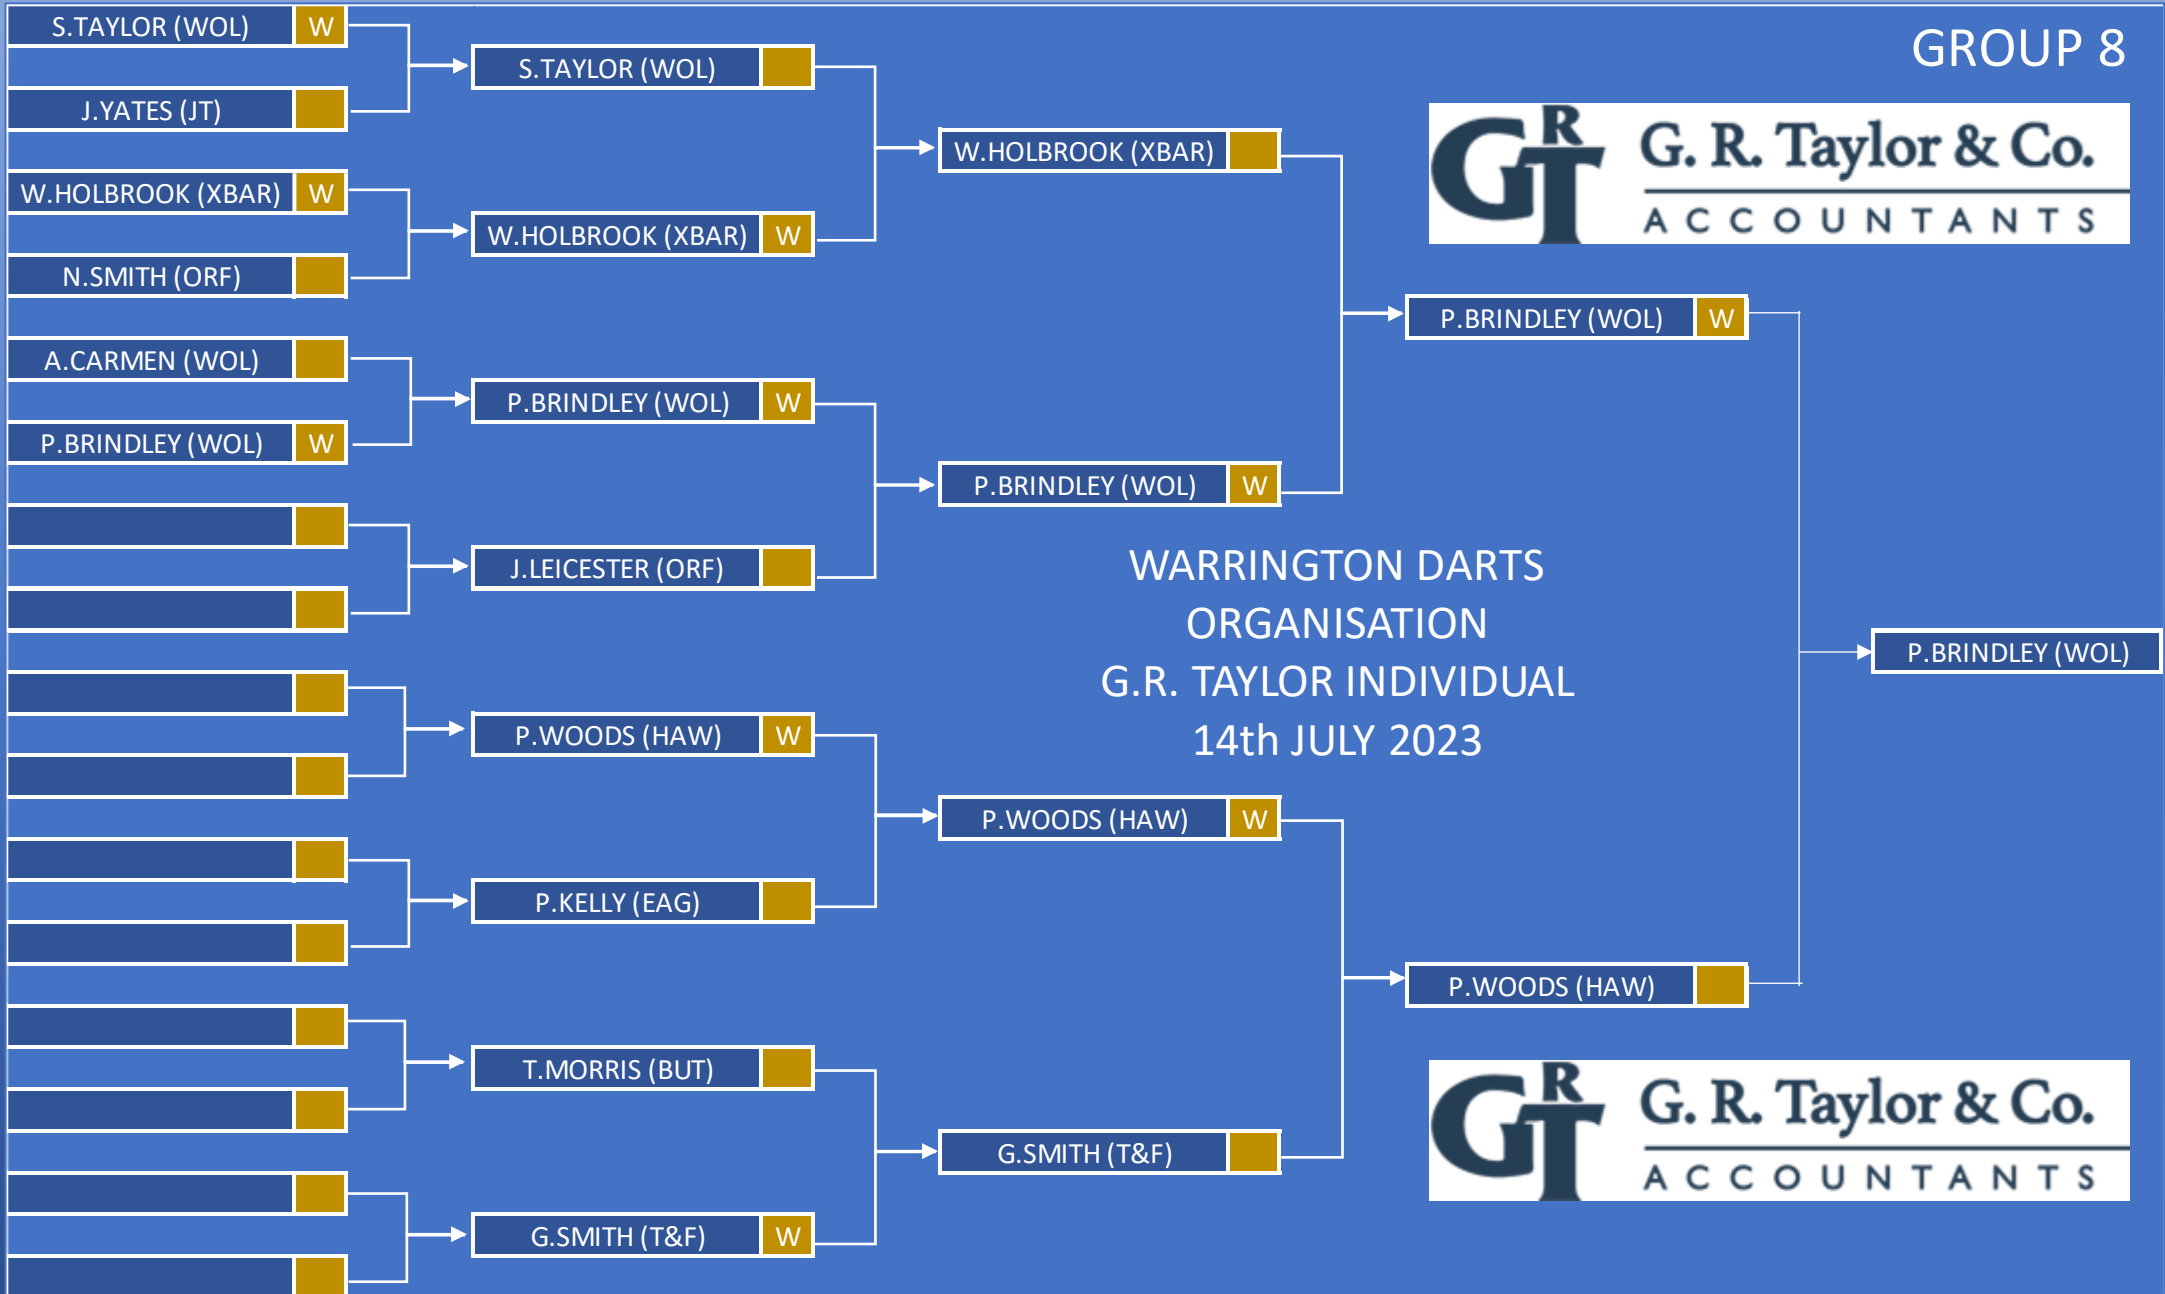 GROUP 8
S.TAYLOR (WOL) W
J.YATES (JT)
W.HOLBROOK (XBAR) W
N.SMITH (ORF)
A.CARMEN (WOL)
P.BRINDLEY (WOL) W
S.TAYLOR (WOL)
W.HOLBROOK (XBAR) W
P.BRINDLEY (WOL) W
J.LEICESTER (ORF)
P.WOODS (HAW) W
P.KELLY (EAG)
T.MORRIS (BUT)
G.SMITH (T&F) W
W.HOLBROOK (XBAR)
P.BRINDLEY (WOL) W
P.WOODS (HAW) W
G.SMITH (T&F)
P.BRINDLEY (WOL) W
P.WOODS (HAW)
P.BRINDLEY (WOL)
GRT
G. R. Taylor & Co.
ACCOUNTANTS
WARRINGTON DARTS
ORGANISATION
G.R. TAYLOR INDIVIDUAL
14th JULY 2023
GRT
G. R. Taylor & Co.
ACCOUNTANTS